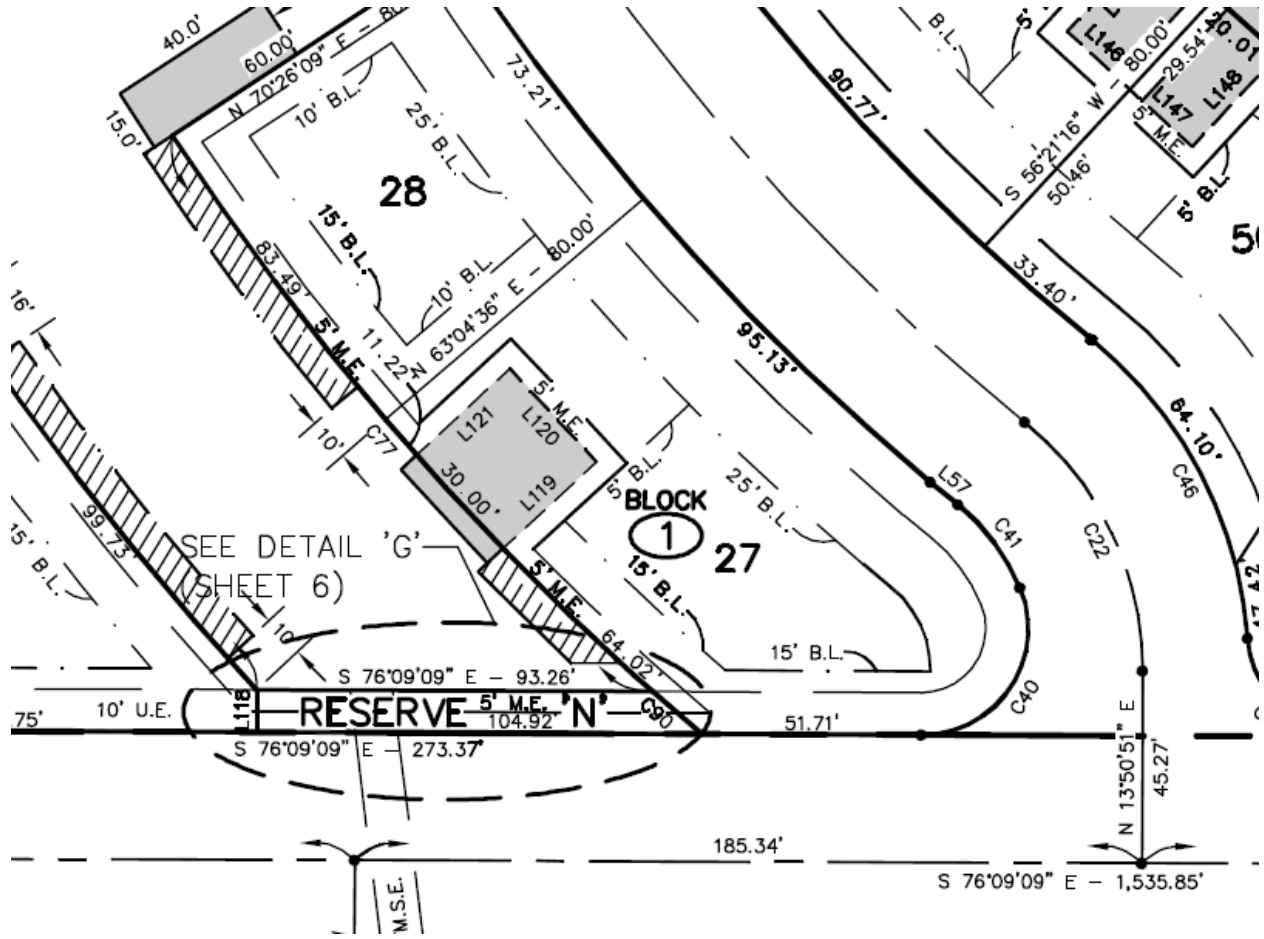 40.0'
60.00'
N 70°26'09" E - 80
10' B.L.
15.0'
25' B.L.
28
15' B.L.
83.49'
5' M.E.
11.22'
10' B.L.
N 63°04'36" E - 80.00'
73.21'
90.77'
B.L.
5'
L146
S 56°21'16" W - 80.00'
50.46'
29.54'
20.01
L147
L148
5' M.E.
5' B.L.
33.40'
95.13'
64.10'
C46
16'
10'
C77
L121
L120
5' M.E.
30.00'
L119
5' B.L.
BLOCK
1
27
25' B.L.
L57
C41
C22
99.73'
15' B.L.
SEE DETAIL 'G'
(SHEET 6)
10'
5' M.E.
64.02'
15' B.L.
15' B.L.
S 76°09'09" E - 93.26'
L118
RESERVE "N"
5' M.E.
104.92'
C90
C40
.75'
10' U.E.
51.71'
S 76°09'09" E - 273.37'
N 13°50'51" E
45.27'
185.34'
S 76°09'09" E - 1,535.85'
M.S.E.